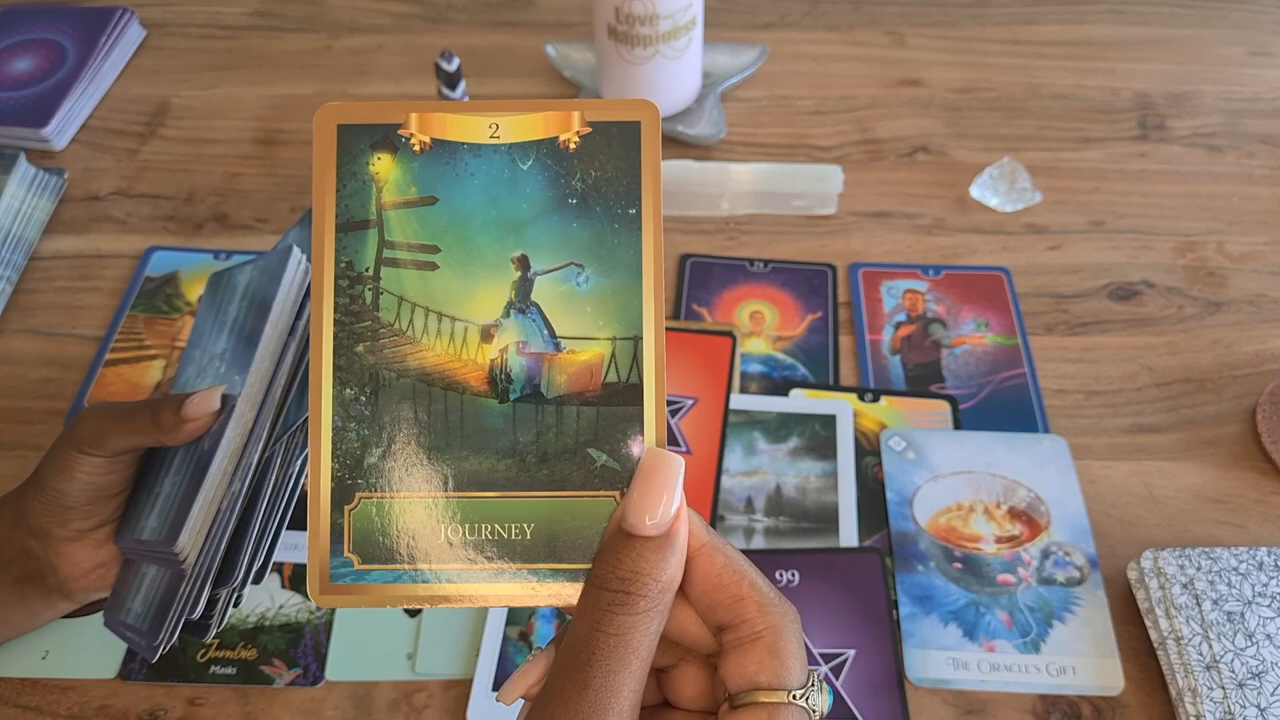 Love
Happiness
2
JOURNEY
99
THE ORACLE'S GIFT
Jumbie
Masks
2